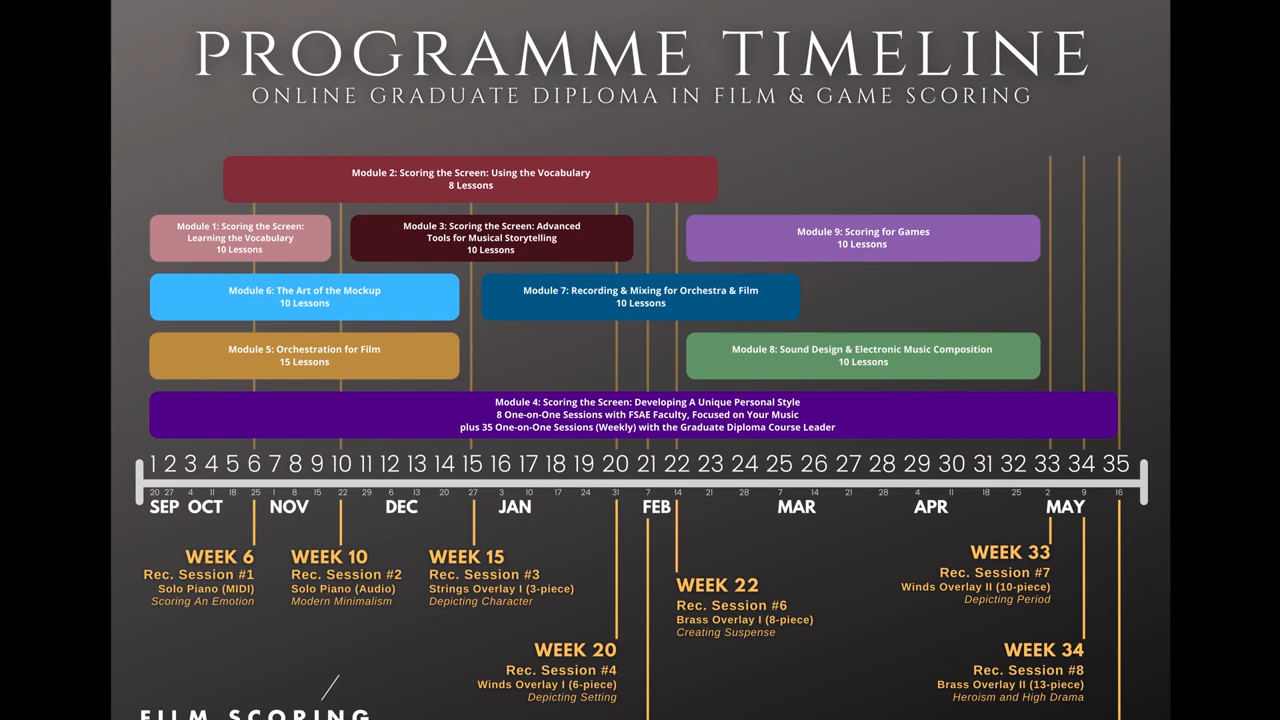 PROGRAMME TIMELINE
ONLINE GRADUATE DIPLOMA IN FILM & GAME SCORING
Module 2: Scoring the Screen: Using the Vocabulary
8 Lessons
Module 1: Scoring the Screen:
Learning the Vocabulary
10 Lessons
Module 3: Scoring the Screen: Advanced
Tools for Musical Storytelling
10 Lessons
Module 9: Scoring for Games
10 Lessons
Module 6: The Art of the Mockup
10 Lessons
Module 7: Recording & Mixing for Orchestra & Film
10 Lessons
Module 5: Orchestration for Film
15 Lessons
Module 8: Sound Design & Electronic Music Composition
10 Lessons
Module 4: Scoring the Screen: Developing A Unique Personal Style
8 One-on-One Sessions with FSAE Faculty, Focused on Your Music
plus 35 One-on-One Sessions (Weekly) with the Graduate Diploma Course Leader
1 2 3 4 5 6 7 8 9 10 11 12 13 14 15 16 17 18 19 20 21 22 23 24 25 26 27 28 29 30 31 32 33 34 35
20 27 4 11 18 25 1 8 15 22 29 6 13 20 27 3 10 17 24 31 7 14 21 28 7 14 21 28 4 11 18 25 2 9 16
SEP OCT NOV DEC JAN FEB MAR APR MAY
WEEK 6
Rec. Session #1
Solo Piano (MIDI)
Scoring An Emotion
WEEK 10
Rec. Session #2
Solo Piano (Audio)
Modern Minimalism
WEEK 15
Rec. Session #3
Strings Overlay I (3-piece)
Depicting Character
WEEK 20
Rec. Session #4
Winds Overlay I (6-piece)
Depicting Setting
WEEK 22
Rec. Session #6
Brass Overlay I (8-piece)
Creating Suspense
WEEK 33
Rec. Session #7
Winds Overlay II (10-piece)
Depicting Period
WEEK 34
Rec. Session #8
Brass Overlay II (13-piece)
Heroism and High Drama
FILM SCORING